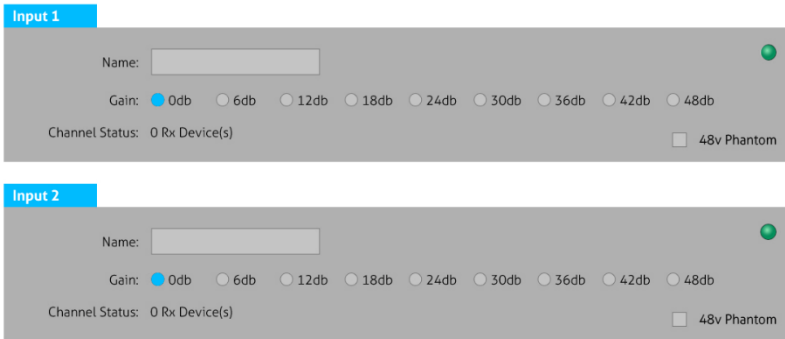 Input 1
Name:
Gain: 0db 6db 12db 18db 24db 30db 36db 42db 48db
Channel Status: 0 Rx Device(s)
48v Phantom
Input 2
Name:
Gain: 0db 6db 12db 18db 24db 30db 36db 42db 48db
Channel Status: 0 Rx Device(s)
48v Phantom